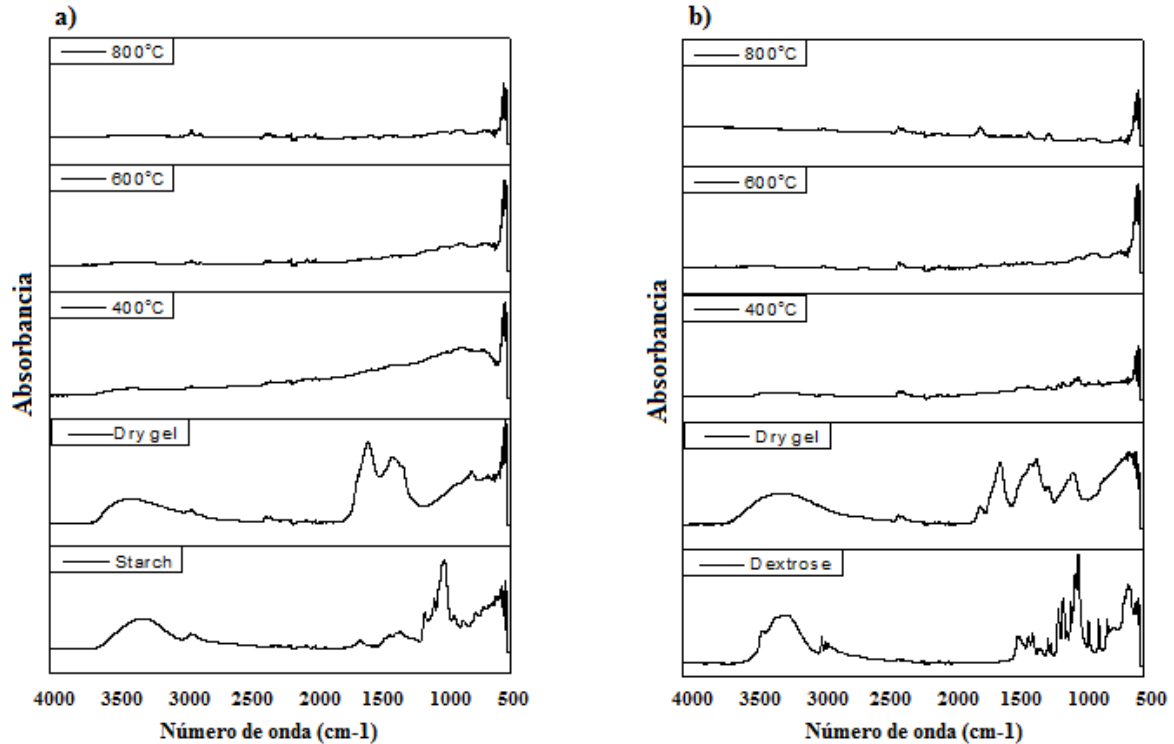 a)
800°C
600°C
400°C
Dry gel
Starch
Absorbancia
4000 3500 3000 2500 2000 1500 1000 500
Número de onda (cm-1)
b)
800°C
600°C
400°C
Dry gel
Dextrose
Absorbancia
4000 3500 3000 2500 2000 1500 1000 500
Número de onda (cm-1)